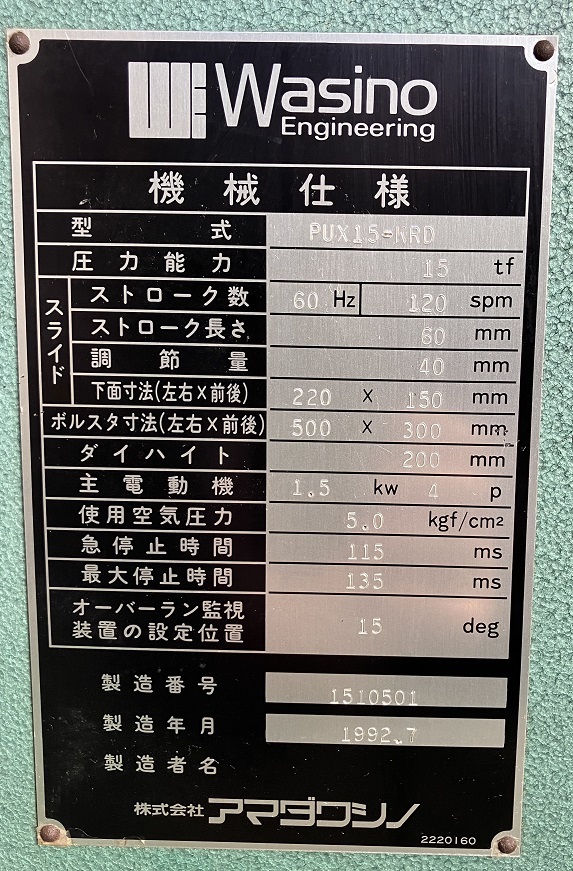 Wasino
Engineering
機械仕様
型式 PUX15-NRD
圧力能力 15 tf
スライド
ストローク数 60 Hz 120 spm
ストローク長さ 60 mm
調節量 40 mm
下面寸法(左右×前後) 220 × 150 mm
ボルスタ寸法(左右×前後) 500 × 300 mm
ダイハイト 200 mm
主電動機 1.5 kw 4 p
使用空気圧力 5.0 kgf/cm²
急停止時間 115 ms
最大停止時間 135 ms
オーバーラン監視
装置の設定位置 15 deg
製造番号 1510501
製造年月 1992.7
製造者名
株式会社 アマダワシノ
2220160